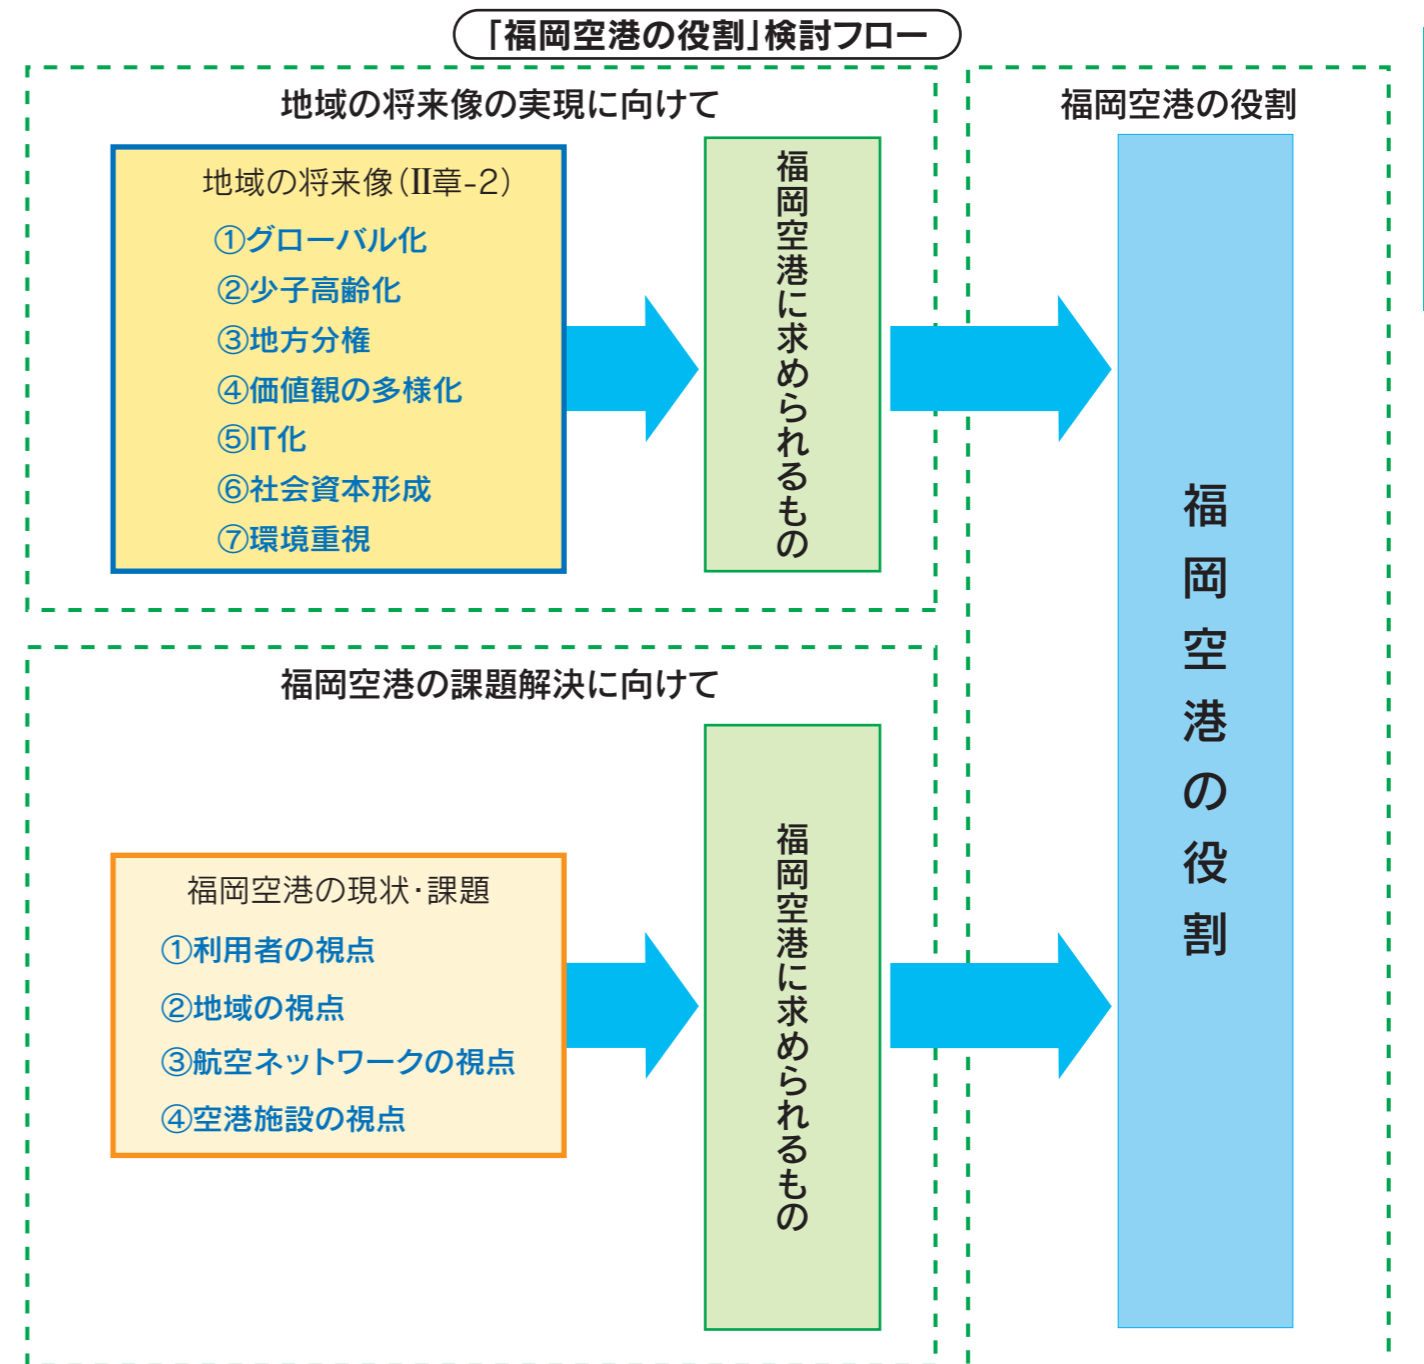 「福岡空港の役割」検討フロー
地域の将来像の実現に向けて
地域の将来像(Ⅱ章-2)
①グローバル化
②少子高齢化
③地方分権
④価値観の多様化
⑤IT化
⑥社会資本形成
⑦環境重視
福岡空港に求められるもの
福岡空港の課題解決に向けて
福岡空港の現状・課題
①利用者の視点
②地域の視点
③航空ネットワークの視点
④空港施設の視点
福岡空港に求められるもの
福岡空港の役割
福岡空港の役割